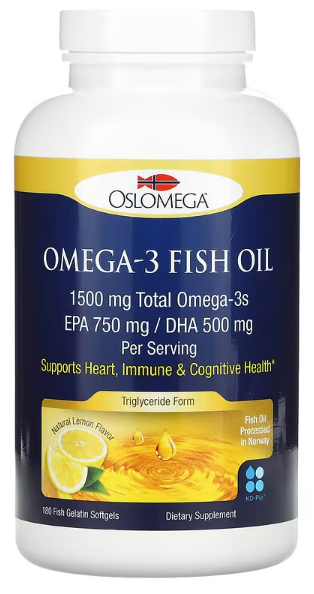 OSLOMEGA®
OMEGA-3 FISH OIL
1500 mg Total Omega-3s
EPA 750 mg / DHA 500 mg
Per Serving
Supports Heart, Immune & Cognitive Health*
Triglyceride Form
Natural Lemon Flavor
Fish Oil
Processed
in Norway
KD-Pür®
180 Fish Gelatin Softgels
Dietary Supplement